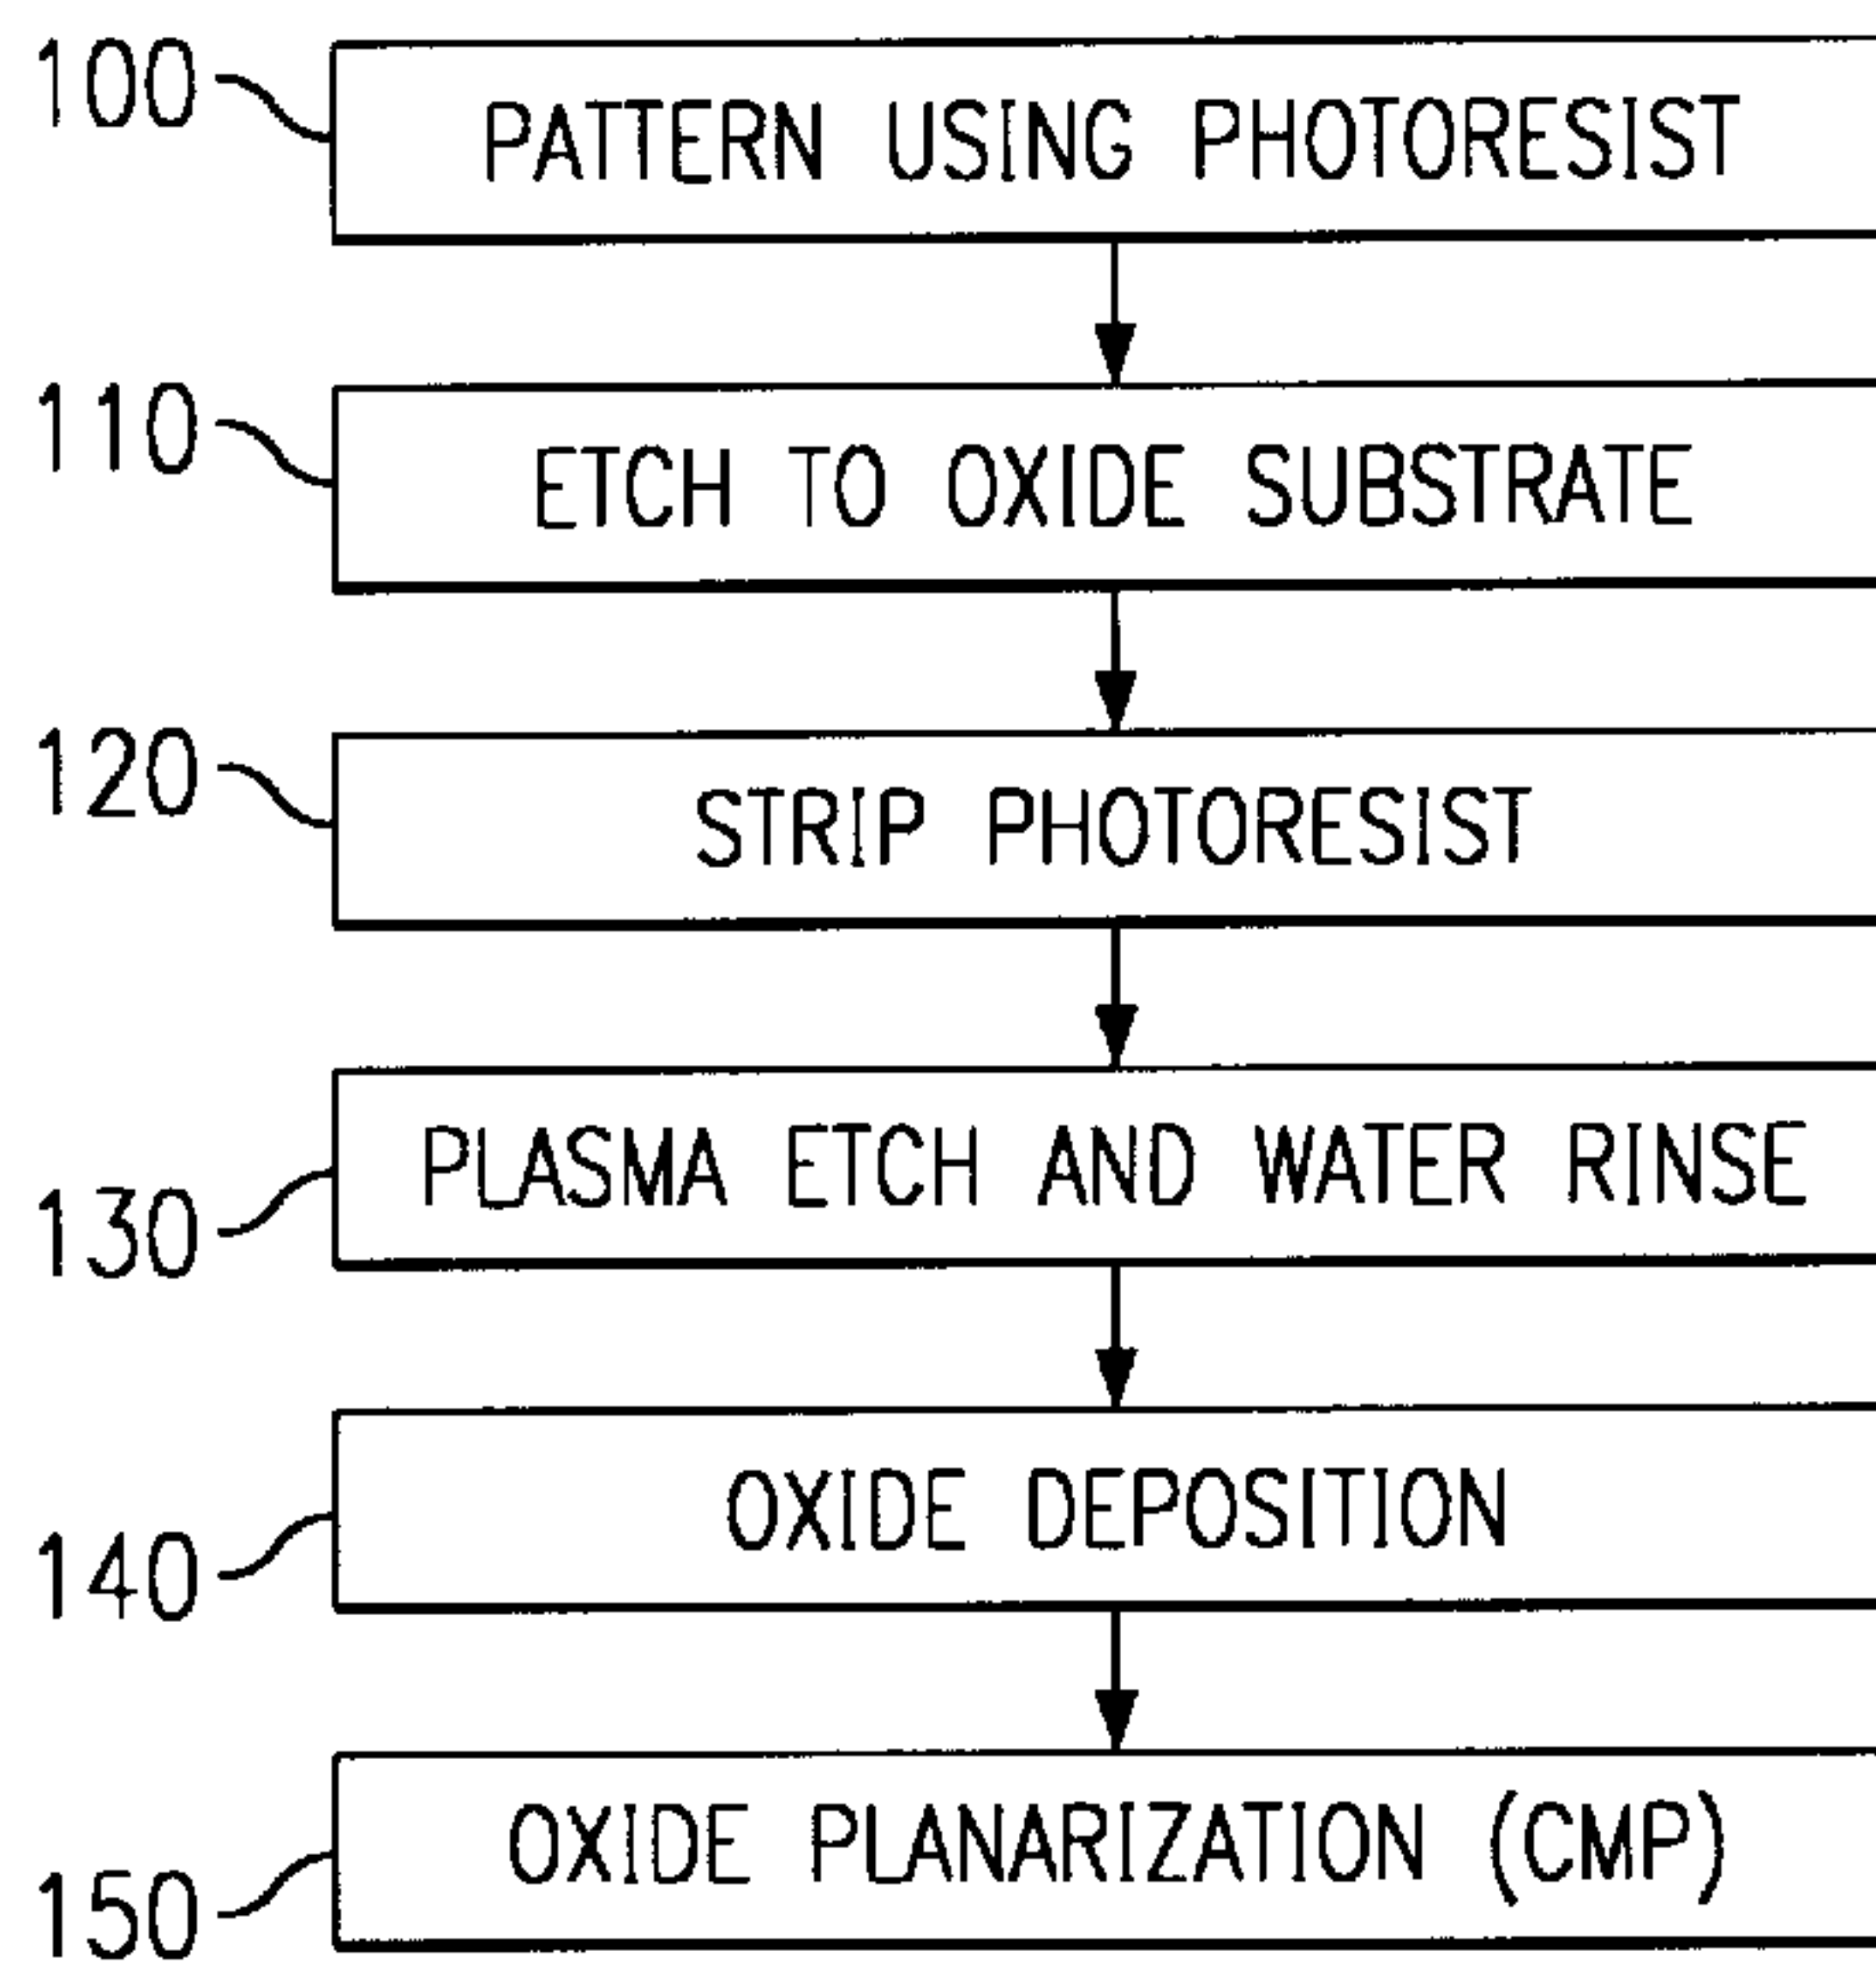 100 PATTERN USING PHOTORESIST
110 ETCH TO OXIDE SUBSTRATE
120 STRIP PHOTORESIST
130 PLASMA ETCH AND WATER RINSE
140 OXIDE DEPOSITION
150 OXIDE PLANARIZATION (CMP)